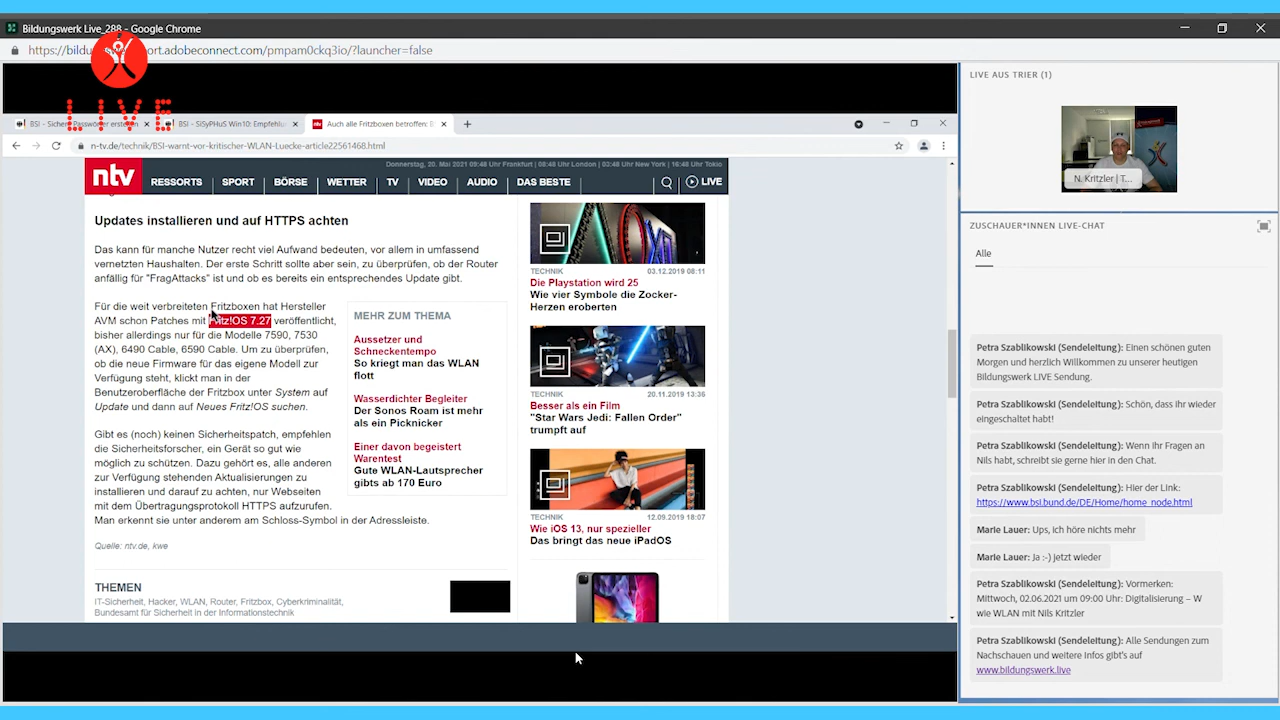 Bildungswerk Live_288 - Google Chrome
https://bildu
port.adobeconnect.com/pmpam0ckq3io/?launcher=false
LIVE
BSI - Sichere Passwörter erstellen
BSI - SiSyPHuS Win10: Empfehlu
Auch alle Fritzboxen betroffen: B
n-tv.de/technik/BSI-warnt-vor-kritischer-WLAN-Luecke-article22561468.html
Donnerstag, 20. Mai 2021 09:48 Uhr Frankfurt | 08:48 Uhr London | 03:48 Uhr New York | 16:48 Uhr Tokio
ntv
RESSORTS
SPORT
BÖRSE
WETTER
TV
VIDEO
AUDIO
DAS BESTE
LIVE
Updates installieren und auf HTTPS achten
Das kann für manche Nutzer recht viel Aufwand bedeuten, vor allem in umfassend
vernetzten Haushalten. Der erste Schritt sollte aber sein, zu überprüfen, ob der Router
anfällig für "FragAttacks" ist und ob es bereits ein entsprechendes Update gibt.
Für die weit verbreiteten Fritzboxen hat Hersteller
AVM schon Patches mit Fritz!OS 7.27 veröffentlicht,
bisher allerdings nur für die Modelle 7590, 7530
(AX), 6490 Cable, 6590 Cable. Um zu überprüfen,
ob die neue Firmware für das eigene Modell zur
Verfügung steht, klickt man in der
Benutzeroberfläche der Fritzbox unter System auf
Update und dann auf Neues Fritz!OS suchen.
Gibt es (noch) keinen Sicherheitspatch, empfehlen
die Sicherheitsforscher, ein Gerät so gut wie
möglich zu schützen. Dazu gehört es, alle anderen
zur Verfügung stehenden Aktualisierungen zu
installieren und darauf zu achten, nur Webseiten
mit dem Übertragungsprotokoll HTTPS aufzurufen.
Man erkennt sie unter anderem am Schloss-Symbol in der Adressleiste.
Quelle: ntv.de, kwe
THEMEN
IT-Sicherheit, Hacker, WLAN, Router, Fritzbox, Cyberkriminalität,
Bundesamt für Sicherheit in der Informationstechnik
MEHR ZUM THEMA
Aussetzer und
Schneckentempo
So kriegt man das WLAN
flott
Wasserdichter Begleiter
Der Sonos Roam ist mehr
als ein Picknicker
Einer davon begeistert
Warentest
Gute WLAN-Lautsprecher
gibts ab 170 Euro
TECHNIK 03.12.2019 08:11
Die Playstation wird 25
Wie vier Symbole die Zocker-
Herzen eroberten
TECHNIK 20.11.2019 13:36
Besser als ein Film
"Star Wars Jedi: Fallen Order"
trumpft auf
TECHNIK 12.09.2019 18:07
Wie iOS 13, nur spezieller
Das bringt das neue iPadOS
LIVE AUS TRIER (1)
N. Kritzler | T...
ZUSCHAUER*INNEN LIVE-CHAT
Alle
Petra Szablikowski (Sendeleitung): Einen schönen guten
Morgen und herzlich Willkommen zu unserer heutigen
Bildungswerk LIVE Sendung.
Petra Szablikowski (Sendeleitung): Schön, dass Ihr wieder
eingeschaltet habt!
Petra Szablikowski (Sendeleitung): Wenn Ihr Fragen an
Nils habt, schreibt sie gerne hier in den Chat.
Petra Szablikowski (Sendeleitung): Hier der Link:
https://www.bsi.bund.de/DE/Home/home_node.html
Marie Lauer: Ups, ich höre nichts mehr
Marie Lauer: Ja :-) jetzt wieder
Petra Szablikowski (Sendeleitung): Vormerken:
Mittwoch, 02.06.2021 um 09:00 Uhr: Digitalisierung – W
wie WLAN mit Nils Kritzler
Petra Szablikowski (Sendeleitung): Alle Sendungen zum
Nachschauen und weitere Infos gibt's auf
www.bildungswerk.live